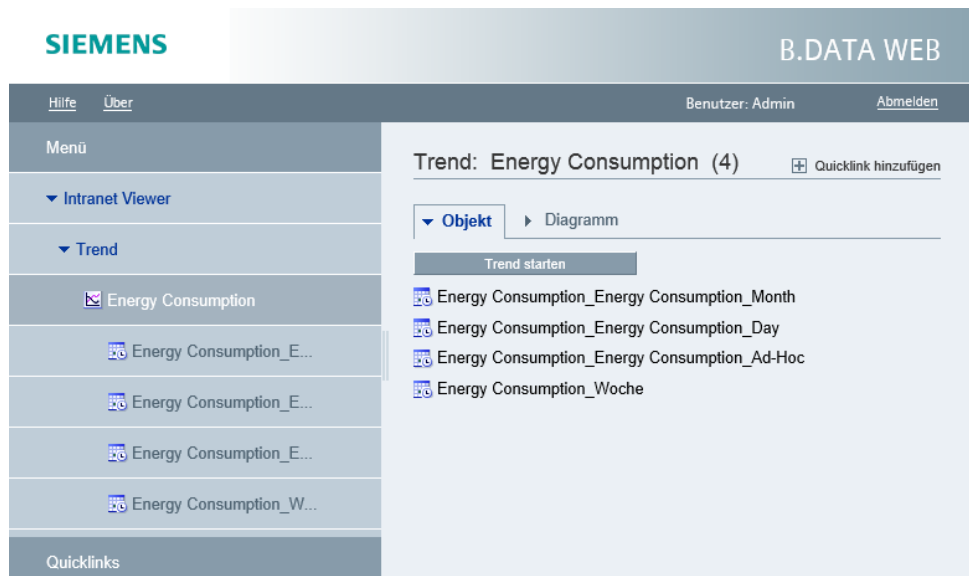 SIEMENS
B.DATA WEB
Hilfe Über Benutzer: Admin Abmelden
Menü
Intranet Viewer
Trend
Energy Consumption
Energy Consumption_E...
Energy Consumption_E...
Energy Consumption_E...
Energy Consumption_W...
Quicklinks
Trend: Energy Consumption (4) Quicklink hinzufügen
Objekt Diagramm
Trend starten
Energy Consumption_Energy Consumption_Month
Energy Consumption_Energy Consumption_Day
Energy Consumption_Energy Consumption_Ad-Hoc
Energy Consumption_Woche